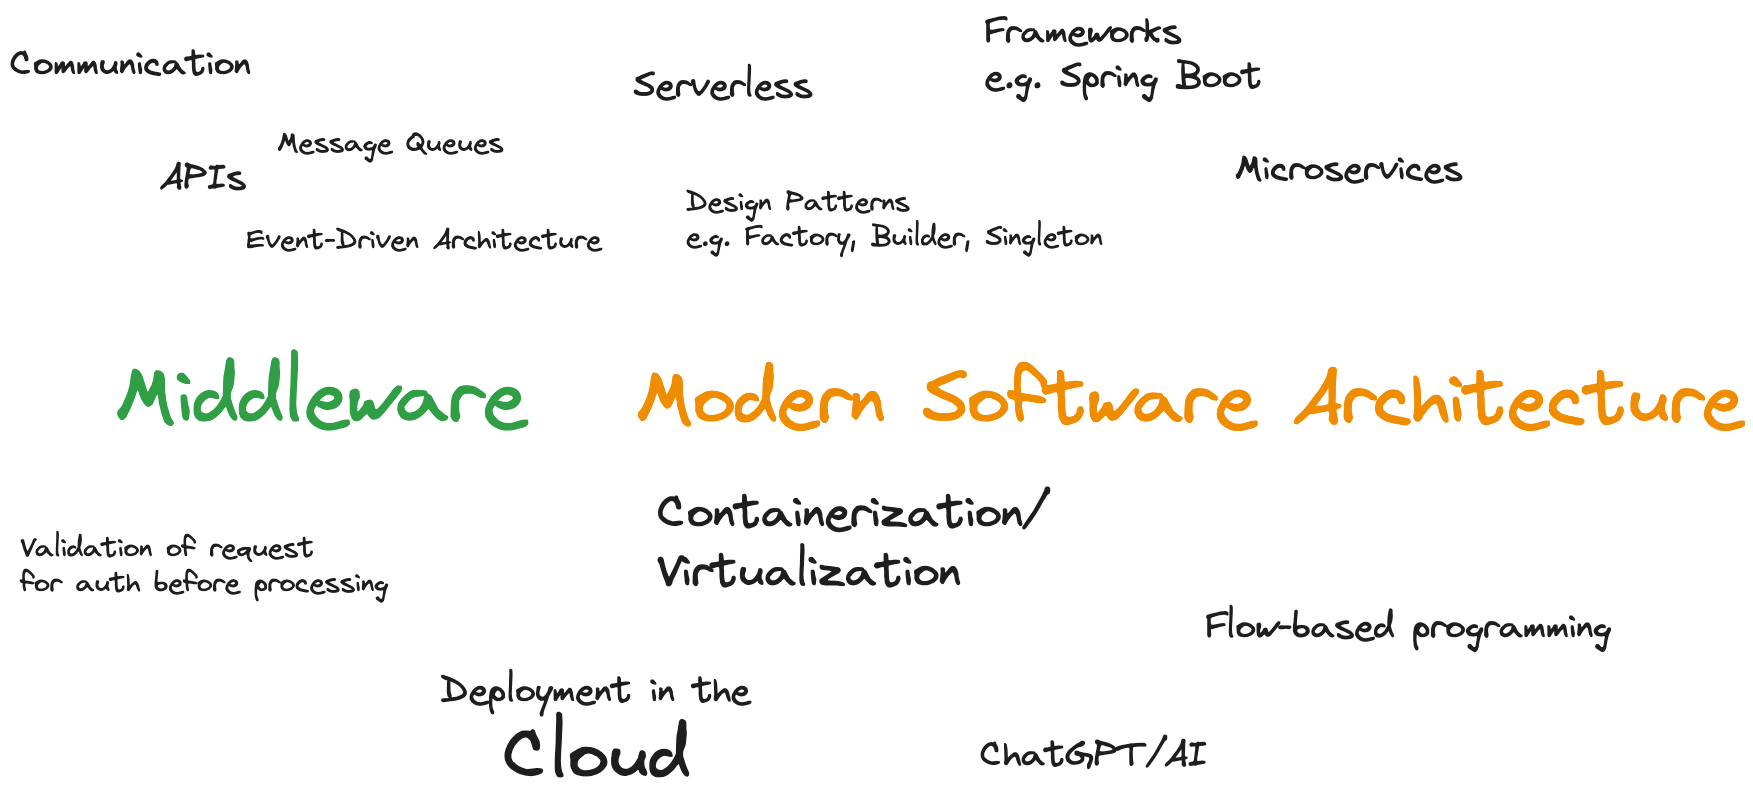 Communication
Serverless
Frameworks
e.g. Spring Boot
Message Queues
APIs
Microservices
Event-Driven Architecture
Design Patterns
e.g. Factory, Builder, Singleton
Middleware
Modern Software Architecture
Containerization/
Virtualization
Validation of request
for auth before processing
Flow-based programming
Deployment in the
Cloud
ChatGPT/AI